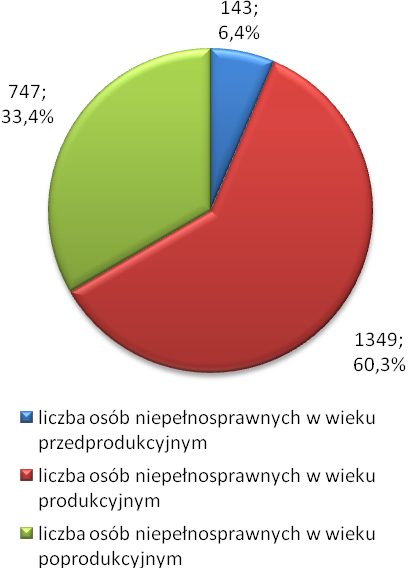 143;
6,4%
747;
33,4%
1349;
60,3%
liczba osób niepełnosprawnych w wieku
przedprodukcyjnym
liczba osób niepełnosprawnych w wieku
produkcyjnym
liczba osób niepełnosprawnych w wieku
poprodukcyjnym